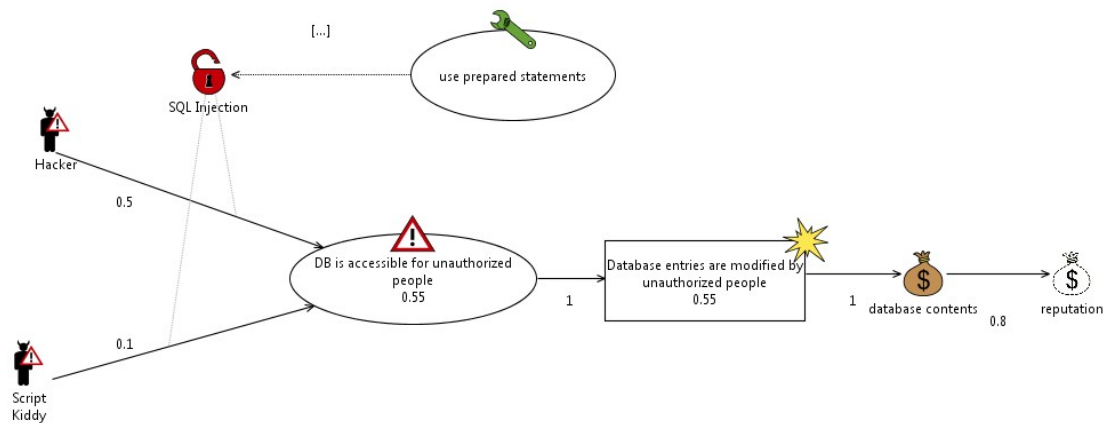 [...]
use prepared statements
SQL Injection
Hacker
0.5
DB is accessible for unauthorized
people
0.55
Database entries are modified by
unauthorized people
0.55
1
1
database contents
0.8
reputation
0.1
Script
Kiddy